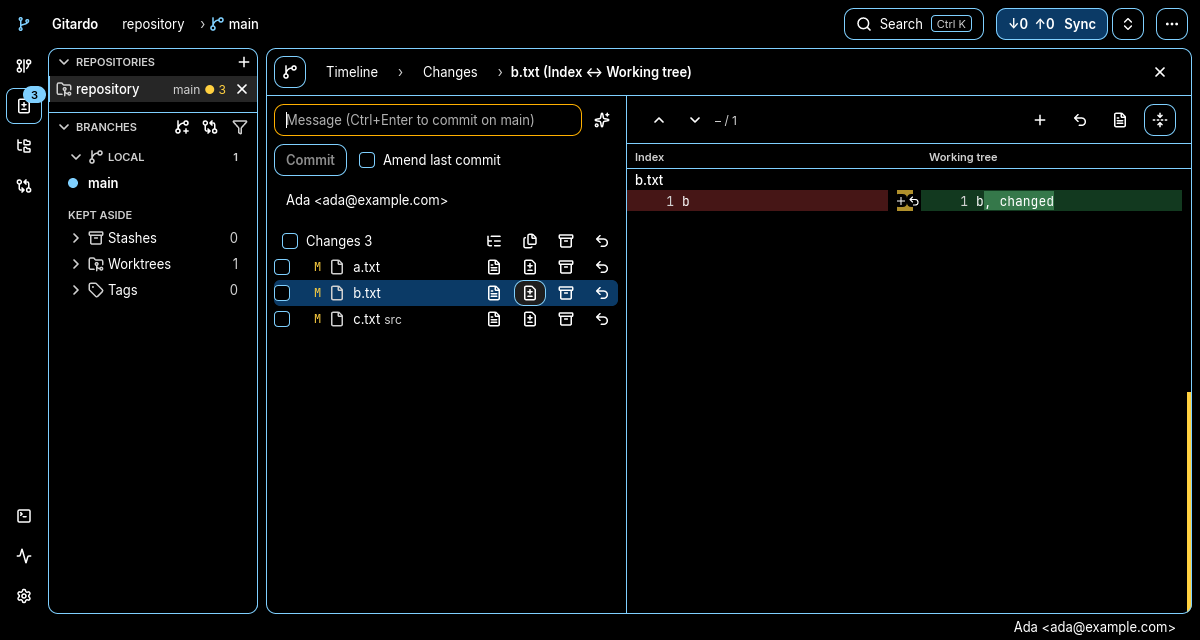 Gitardo repository › main
Search Ctrl K ↓0 ↑0 Sync
3
REPOSITORIES
repository main 3
BRANCHES
LOCAL 1
main
KEPT ASIDE
Stashes 0
Worktrees 1
Tags 0
Timeline › Changes › b.txt (Index ↔ Working tree)
Message (Ctrl+Enter to commit on main)
Commit Amend last commit
Ada <ada@example.com>
Changes 3
M a.txt
M b.txt
M c.txt src
– / 1
Index Working tree
b.txt
1 b 1 b, changed
Ada <ada@example.com>